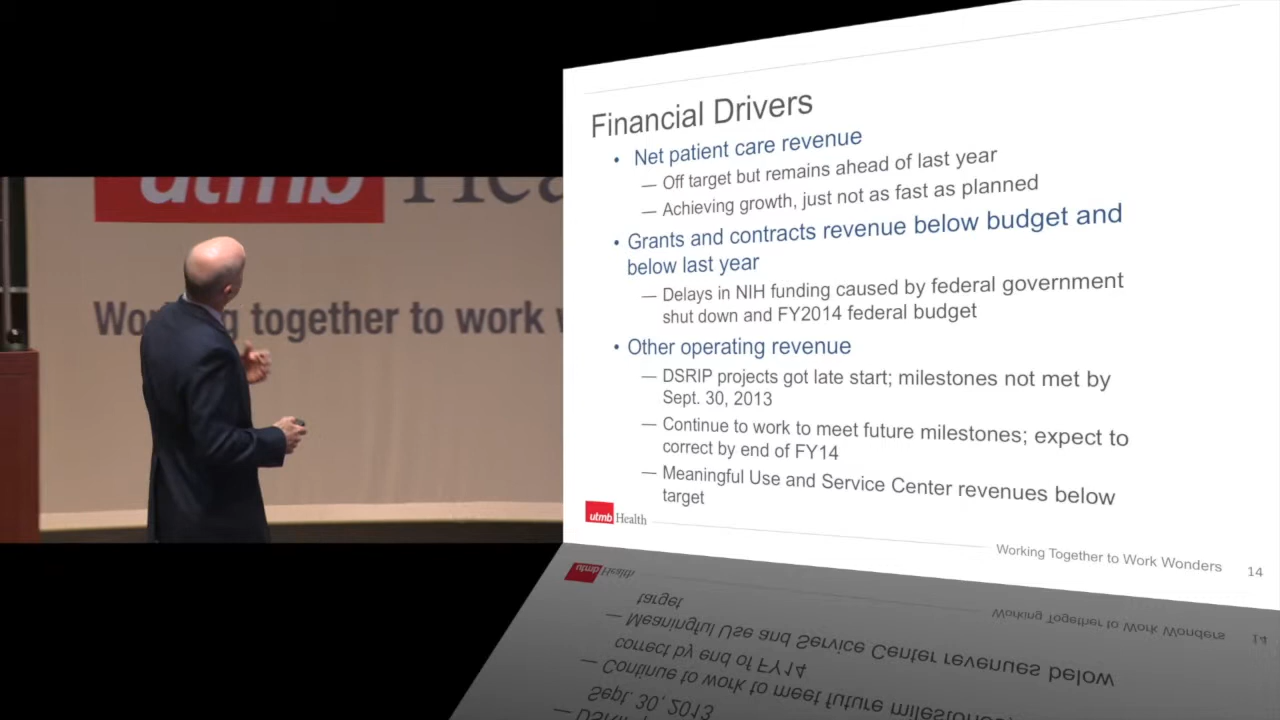 utmb Hea
Working together to work
Financial Drivers
• Net patient care revenue
— Off target but remains ahead of last year
— Achieving growth, just not as fast as planned
• Grants and contracts revenue below budget and
below last year
— Delays in NIH funding caused by federal government
shut down and FY2014 federal budget
• Other operating revenue
— DSRIP projects got late start; milestones not met by
Sept. 30, 2013
— Continue to work to meet future milestones; expect to
correct by end of FY14
— Meaningful Use and Service Center revenues below
target
utmb Health
Working Together to Work Wonders 14